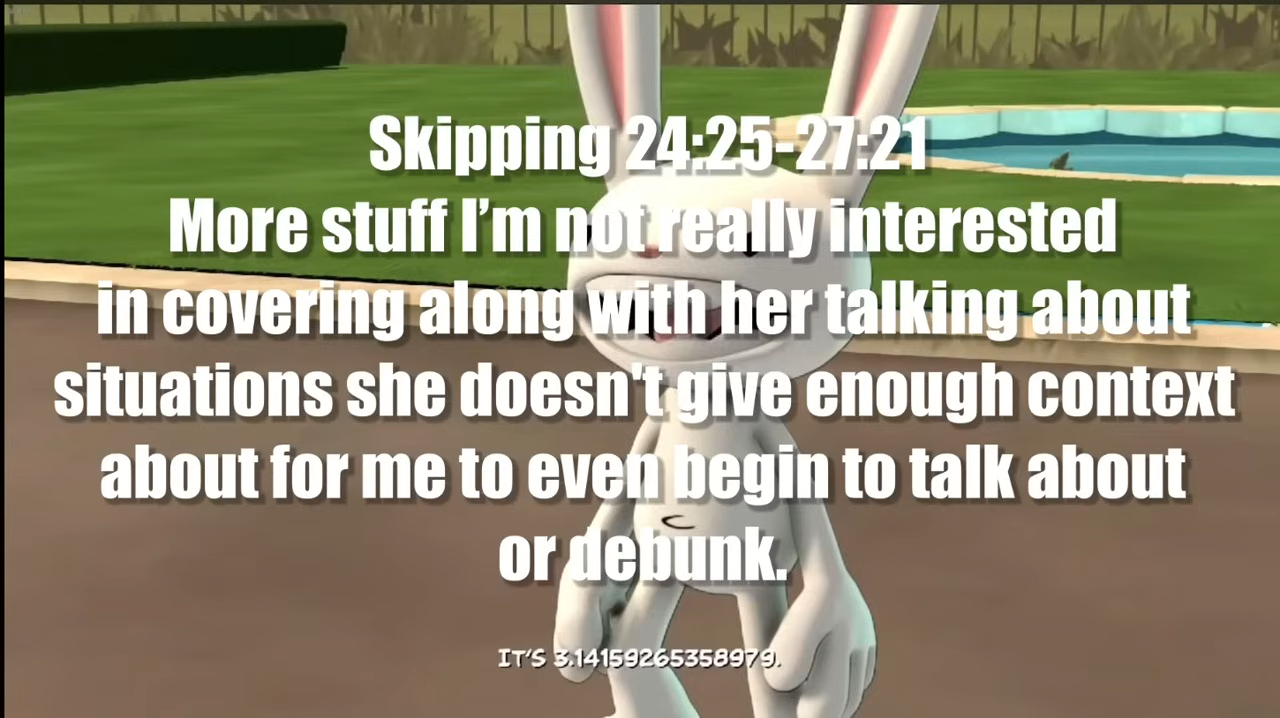 Skipping 24:25-27:21
More stuff I’m not really interested
in covering along with her talking about
situations she doesn't give enough context
about for me to even begin to talk about
or debunk.
IT'S 3.14159265358979.